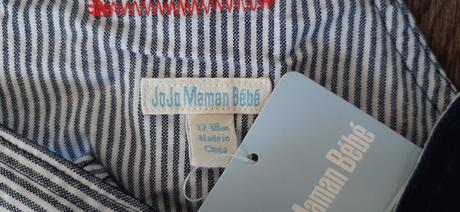 JoJo Maman Bébé
12-18m
Made in
China
Maman Bébé